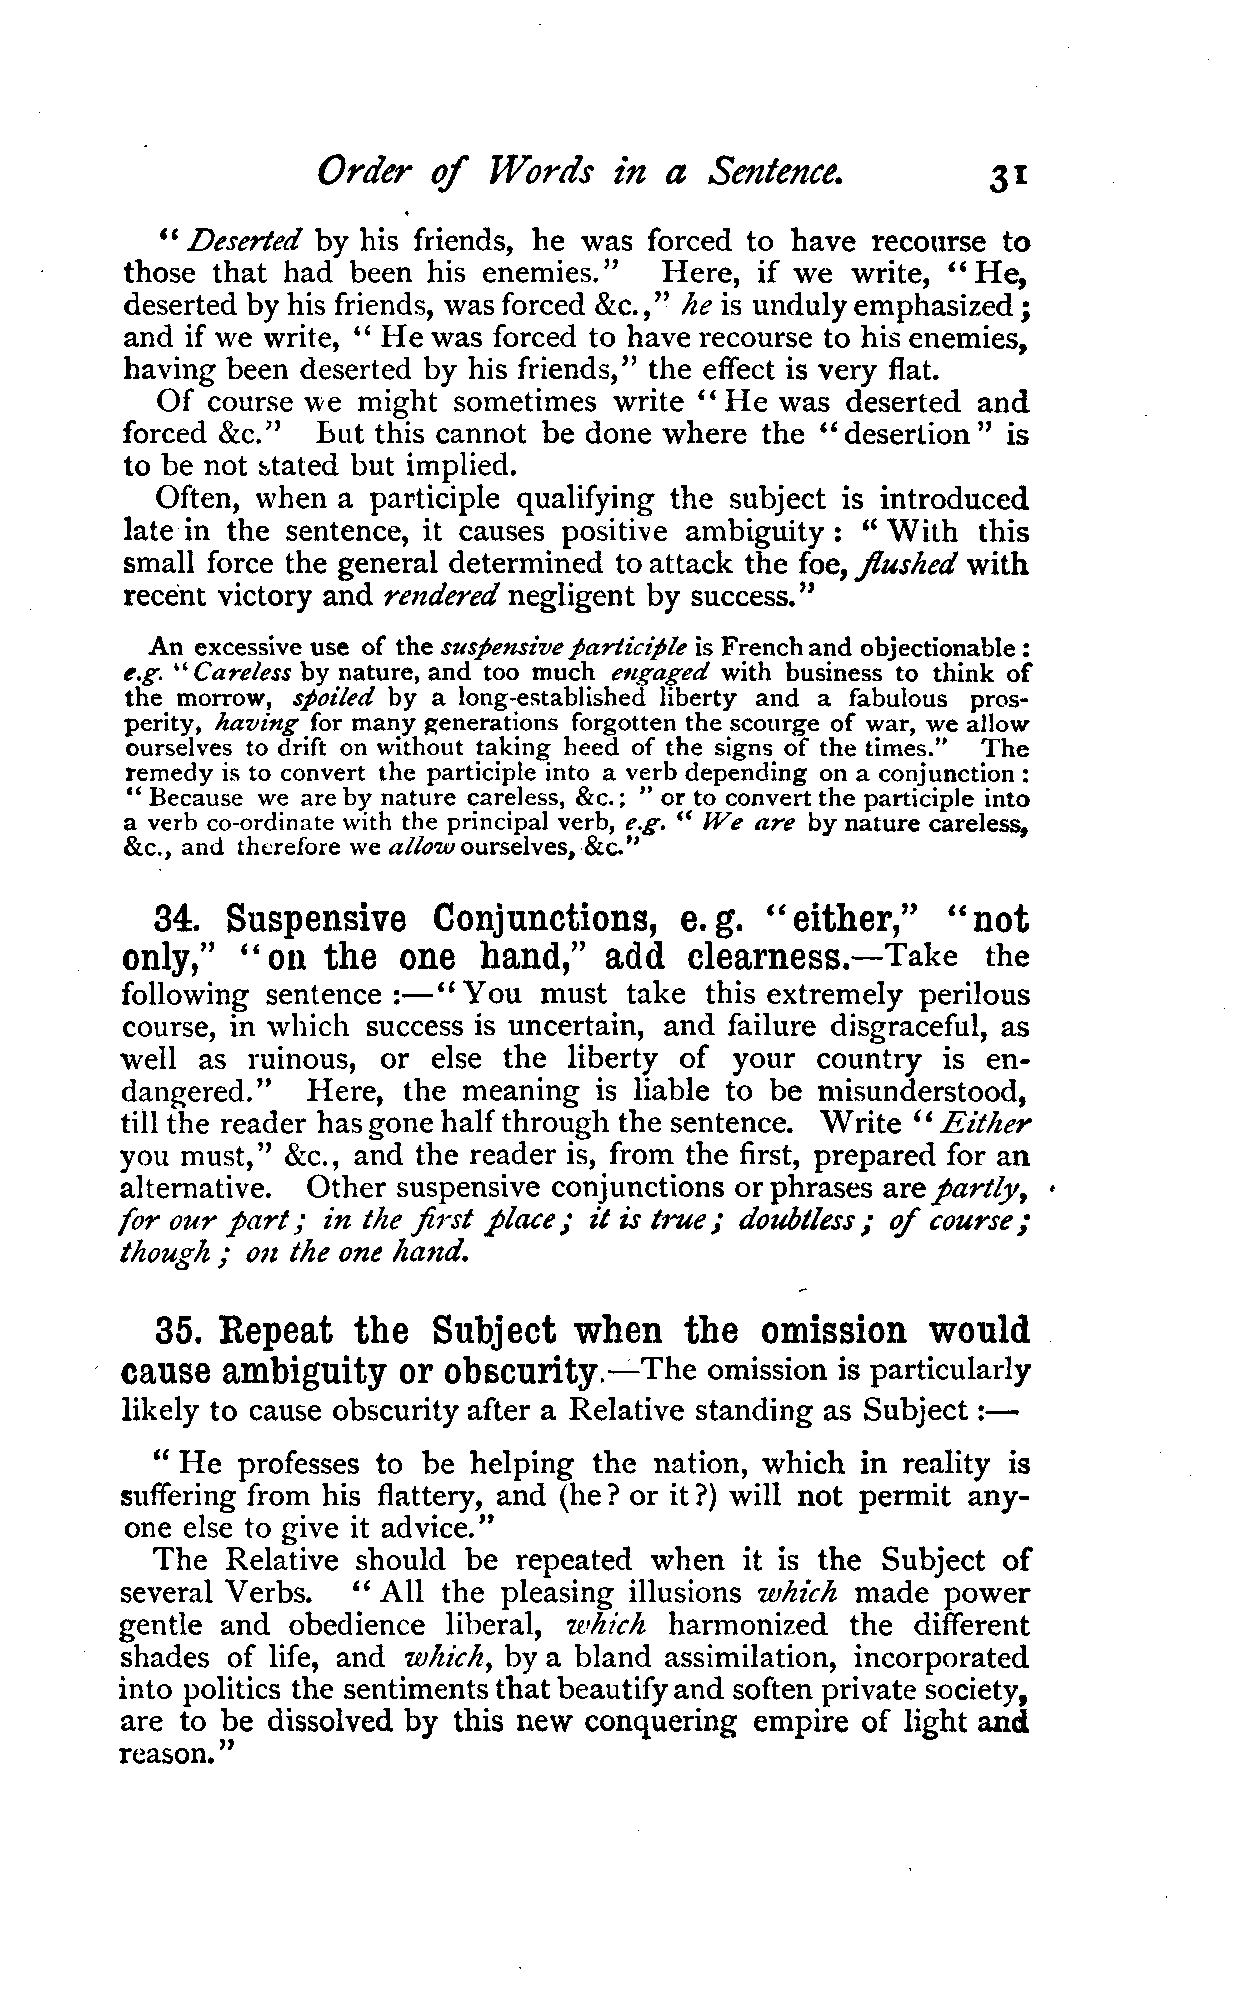 Order of Words in a Sentence. 31
" Deserted by his friends, he was forced to have recourse to
those that had been his enemies." Here, if we write, " He,
deserted by his friends, was forced &c.," he is unduly emphasized;
and if we write, " He was forced to have recourse to his enemies,
having been deserted by his friends," the effect is very flat.
Of course we might sometimes write " He was deserted and
forced &c." But this cannot be done where the " desertion " is
to be not stated but implied.
Often, when a participle qualifying the subject is introduced
late in the sentence, it causes positive ambiguity : " With this
small force the general determined to attack the foe, flushed with
recent victory and rendered negligent by success."
An excessive use of the suspensive participle is French and objectionable :
e.g. " Careless by nature, and too much engaged with business to think of
the morrow, spoiled by a long-established liberty and a fabulous pros-
perity, having for many generations forgotten the scourge of war, we allow
ourselves to drift on without taking heed of the signs of the times." The
remedy is to convert the participle into a verb depending on a conjunction :
" Because we are by nature careless, &c.; " or to convert the participle into
a verb co-ordinate with the principal verb, e.g. " We are by nature careless,
&c., and therefore we allow ourselves, &c."
34. Suspensive Conjunctions, e.g. "either," "not
only," "on the one hand," add clearness.—Take the
following sentence :—" You must take this extremely perilous
course, in which success is uncertain, and failure disgraceful, as
well as ruinous, or else the liberty of your country is en-
dangered." Here, the meaning is liable to be misunderstood,
till the reader has gone half through the sentence. Write " Either
you must," &c., and the reader is, from the first, prepared for an
alternative. Other suspensive conjunctions or phrases are partly,
for our part; in the first place; it is true; doubtless; of course;
though; on the one hand.
35. Repeat the Subject when the omission would
cause ambiguity or obscurity.—The omission is particularly
likely to cause obscurity after a Relative standing as Subject :—
" He professes to be helping the nation, which in reality is
suffering from his flattery, and (he? or it?) will not permit any-
one else to give it advice."
The Relative should be repeated when it is the Subject of
several Verbs. " All the pleasing illusions which made power
gentle and obedience liberal, which harmonized the different
shades of life, and which, by a bland assimilation, incorporated
into politics the sentiments that beautify and soften private society,
are to be dissolved by this new conquering empire of light and
reason."